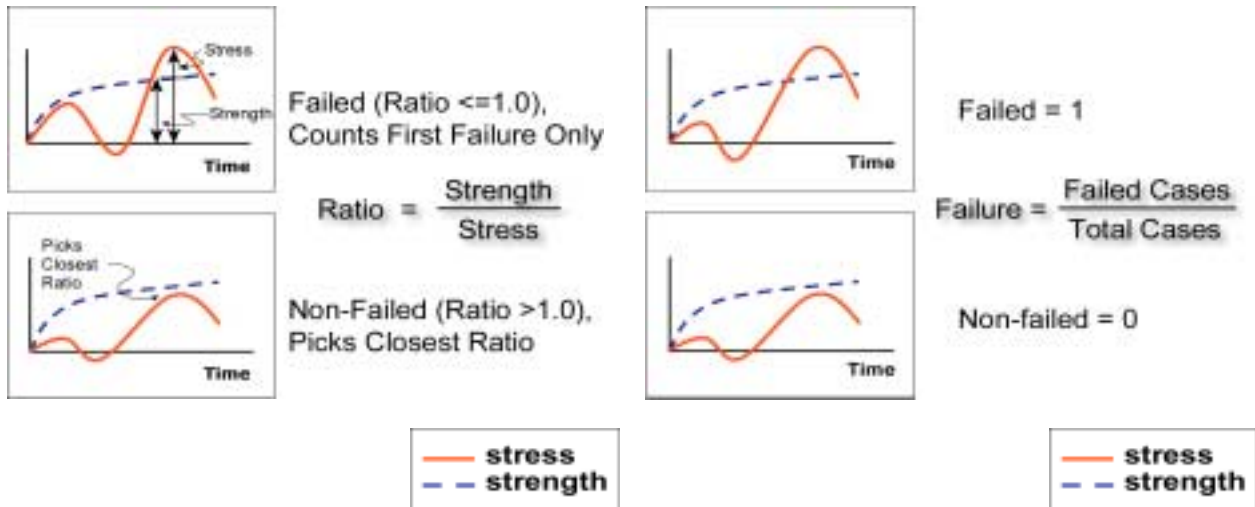 Stress
Strength
Time
Failed (Ratio <=1.0),
Counts First Failure Only
Ratio = Strength
Stress
Picks
Closest
Ratio
Time
Non-Failed (Ratio >1.0),
Picks Closest Ratio
stress
strength
Time
Failed = 1
Failure = Failed Cases
Total Cases
Time
Non-failed = 0
stress
strength